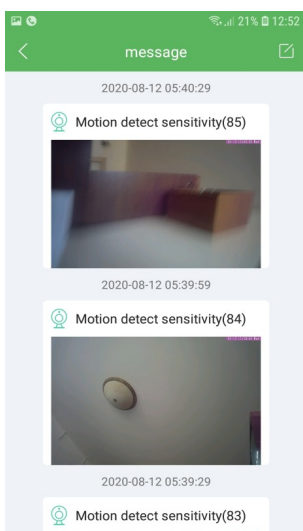 21% 12:52
message
2020-08-12 05:40:29
Motion detect sensitivity(85)
2020-08-12 05:39:59
Motion detect sensitivity(84)
2020-08-12 05:39:29
Motion detect sensitivity(83)